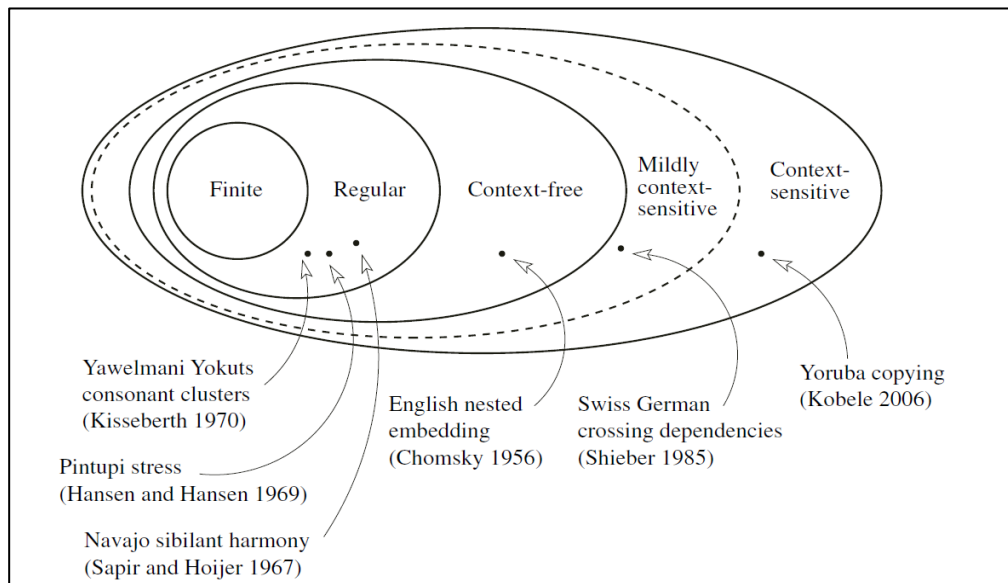 Finite
Regular
Context-free
Mildly
context-
sensitive
Context-
sensitive
Yawelmani Yokuts
consonant clusters
(Kisseberth 1970)
Pintupi stress
(Hansen and Hansen 1969)
Navajo sibilant harmony
(Sapir and Hoijer 1967)
English nested
embedding
(Chomsky 1956)
Swiss German
crossing dependencies
(Shieber 1985)
Yoruba copying
(Kobele 2006)